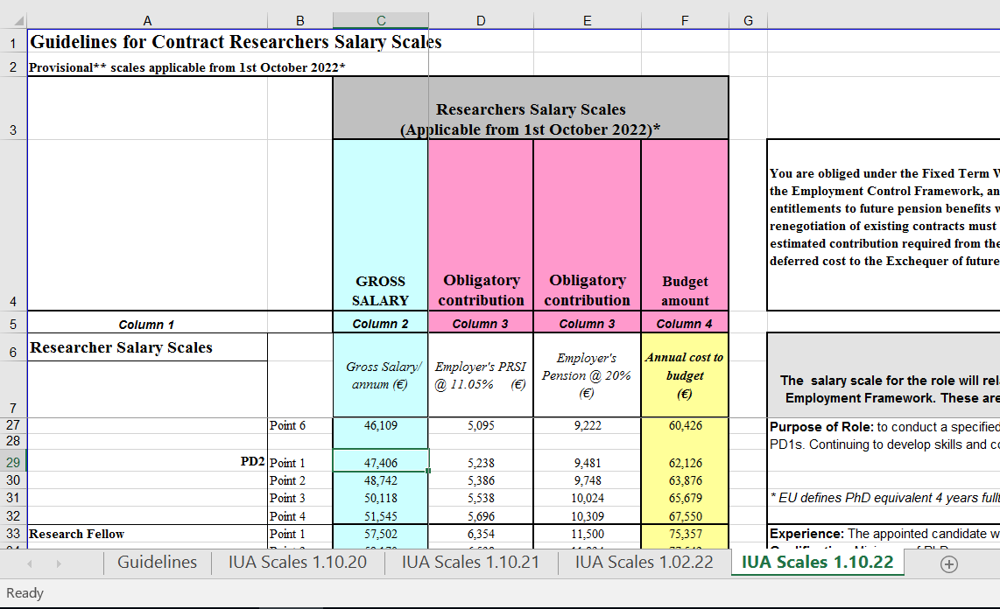 A B C D E F G
1 Guidelines for Contract Researchers Salary Scales
2 Provisional** scales applicable from 1st October 2022*
3
Researchers Salary Scales
(Applicable from 1st October 2022)*
You are obliged under the Fixed Term W
the Employment Control Framework, an
entitlements to future pension benefits w
renegotiation of existing contracts must
estimated contribution required from the
deferred cost to the Exchequer of future
4
GROSS Obligatory Obligatory Budget
SALARY contribution contribution amount
5 Column 1 Column 2 Column 3 Column 3 Column 4
6 Researcher Salary Scales
7
Gross Salary/ Employer's PRSI Employer's Annual cost to
annum (€) @ 11.05% (€) Pension @ 20% budget
(€) (€)
The salary scale for the role will rel
Employment Framework. These are
27 Point 6 46,109 5,095 9,222 60,426 Purpose of Role: to conduct a specified
28 PD1s. Continuing to develop skills and co
29 PD2 Point 1 47,406 5,238 9,481 62,126
30 Point 2 48,742 5,386 9,748 63,876
31 Point 3 50,118 5,538 10,024 65,679 * EU defines PhD equivalent 4 years fullt
32 Point 4 51,545 5,696 10,309 67,550
33 Research Fellow Point 1 57,502 6,354 11,500 75,357 Experience: The appointed candidate w
Guidelines IUA Scales 1.10.20 IUA Scales 1.10.21 IUA Scales 1.02.22 IUA Scales 1.10.22
Ready